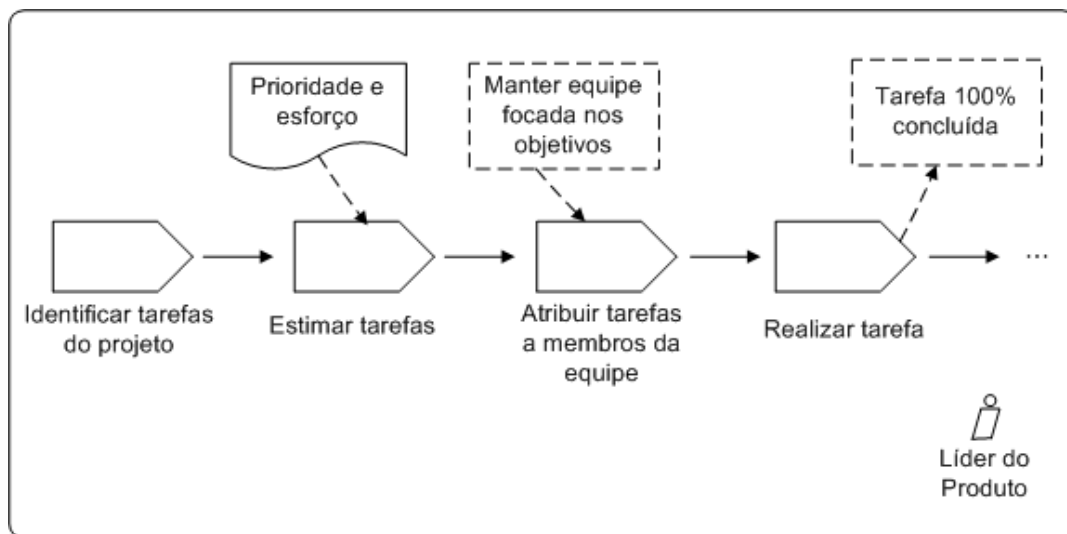 Prioridade e
esforço
Manter equipe
focada nos
objetivos
Tarefa 100%
concluída
Identificar tarefas
do projeto
Estimar tarefas
Atribuir tarefas
a membros da
equipe
Realizar tarefa
...
Líder do
Produto